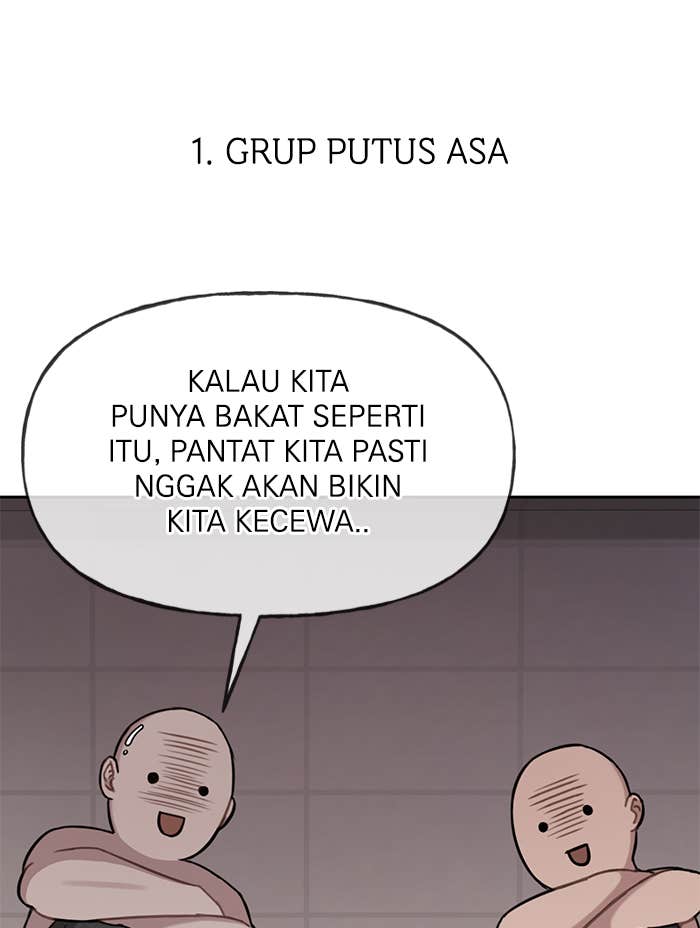 1. GRUP PUTUS ASA
KALAU KITA
PUNYA BAKAT SEPERTI
ITU, PANTAT KITA PASTI
NGGAK AKAN BIKIN
KITA KECEWA..